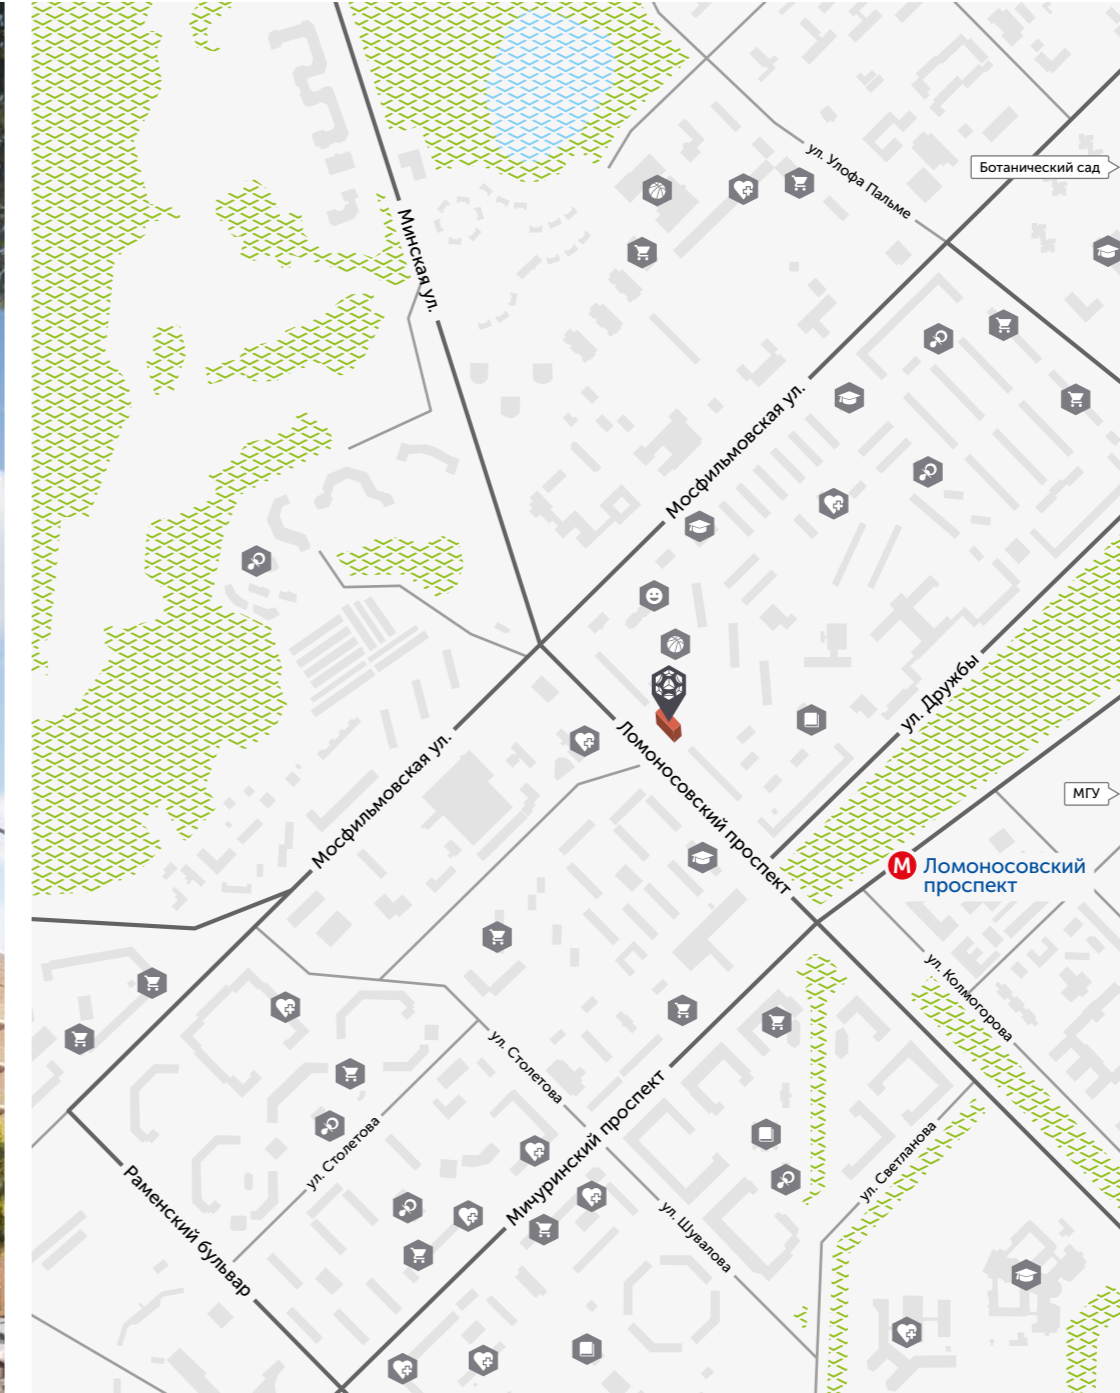 ул. Улофа Пальме
Ботанический сад
Минская ул.
Мосфильмовская ул.
ул. Дружбы
Ломоносовский проспект
Мосфильмовская ул.
МГУ
М
Ломоносовский
проспект
ул. Колмогорова
ул. Столетова
Мичуринский проспект
ул. Столетова
ул. Светланова
Раменский бульвар
ул. Шувалова